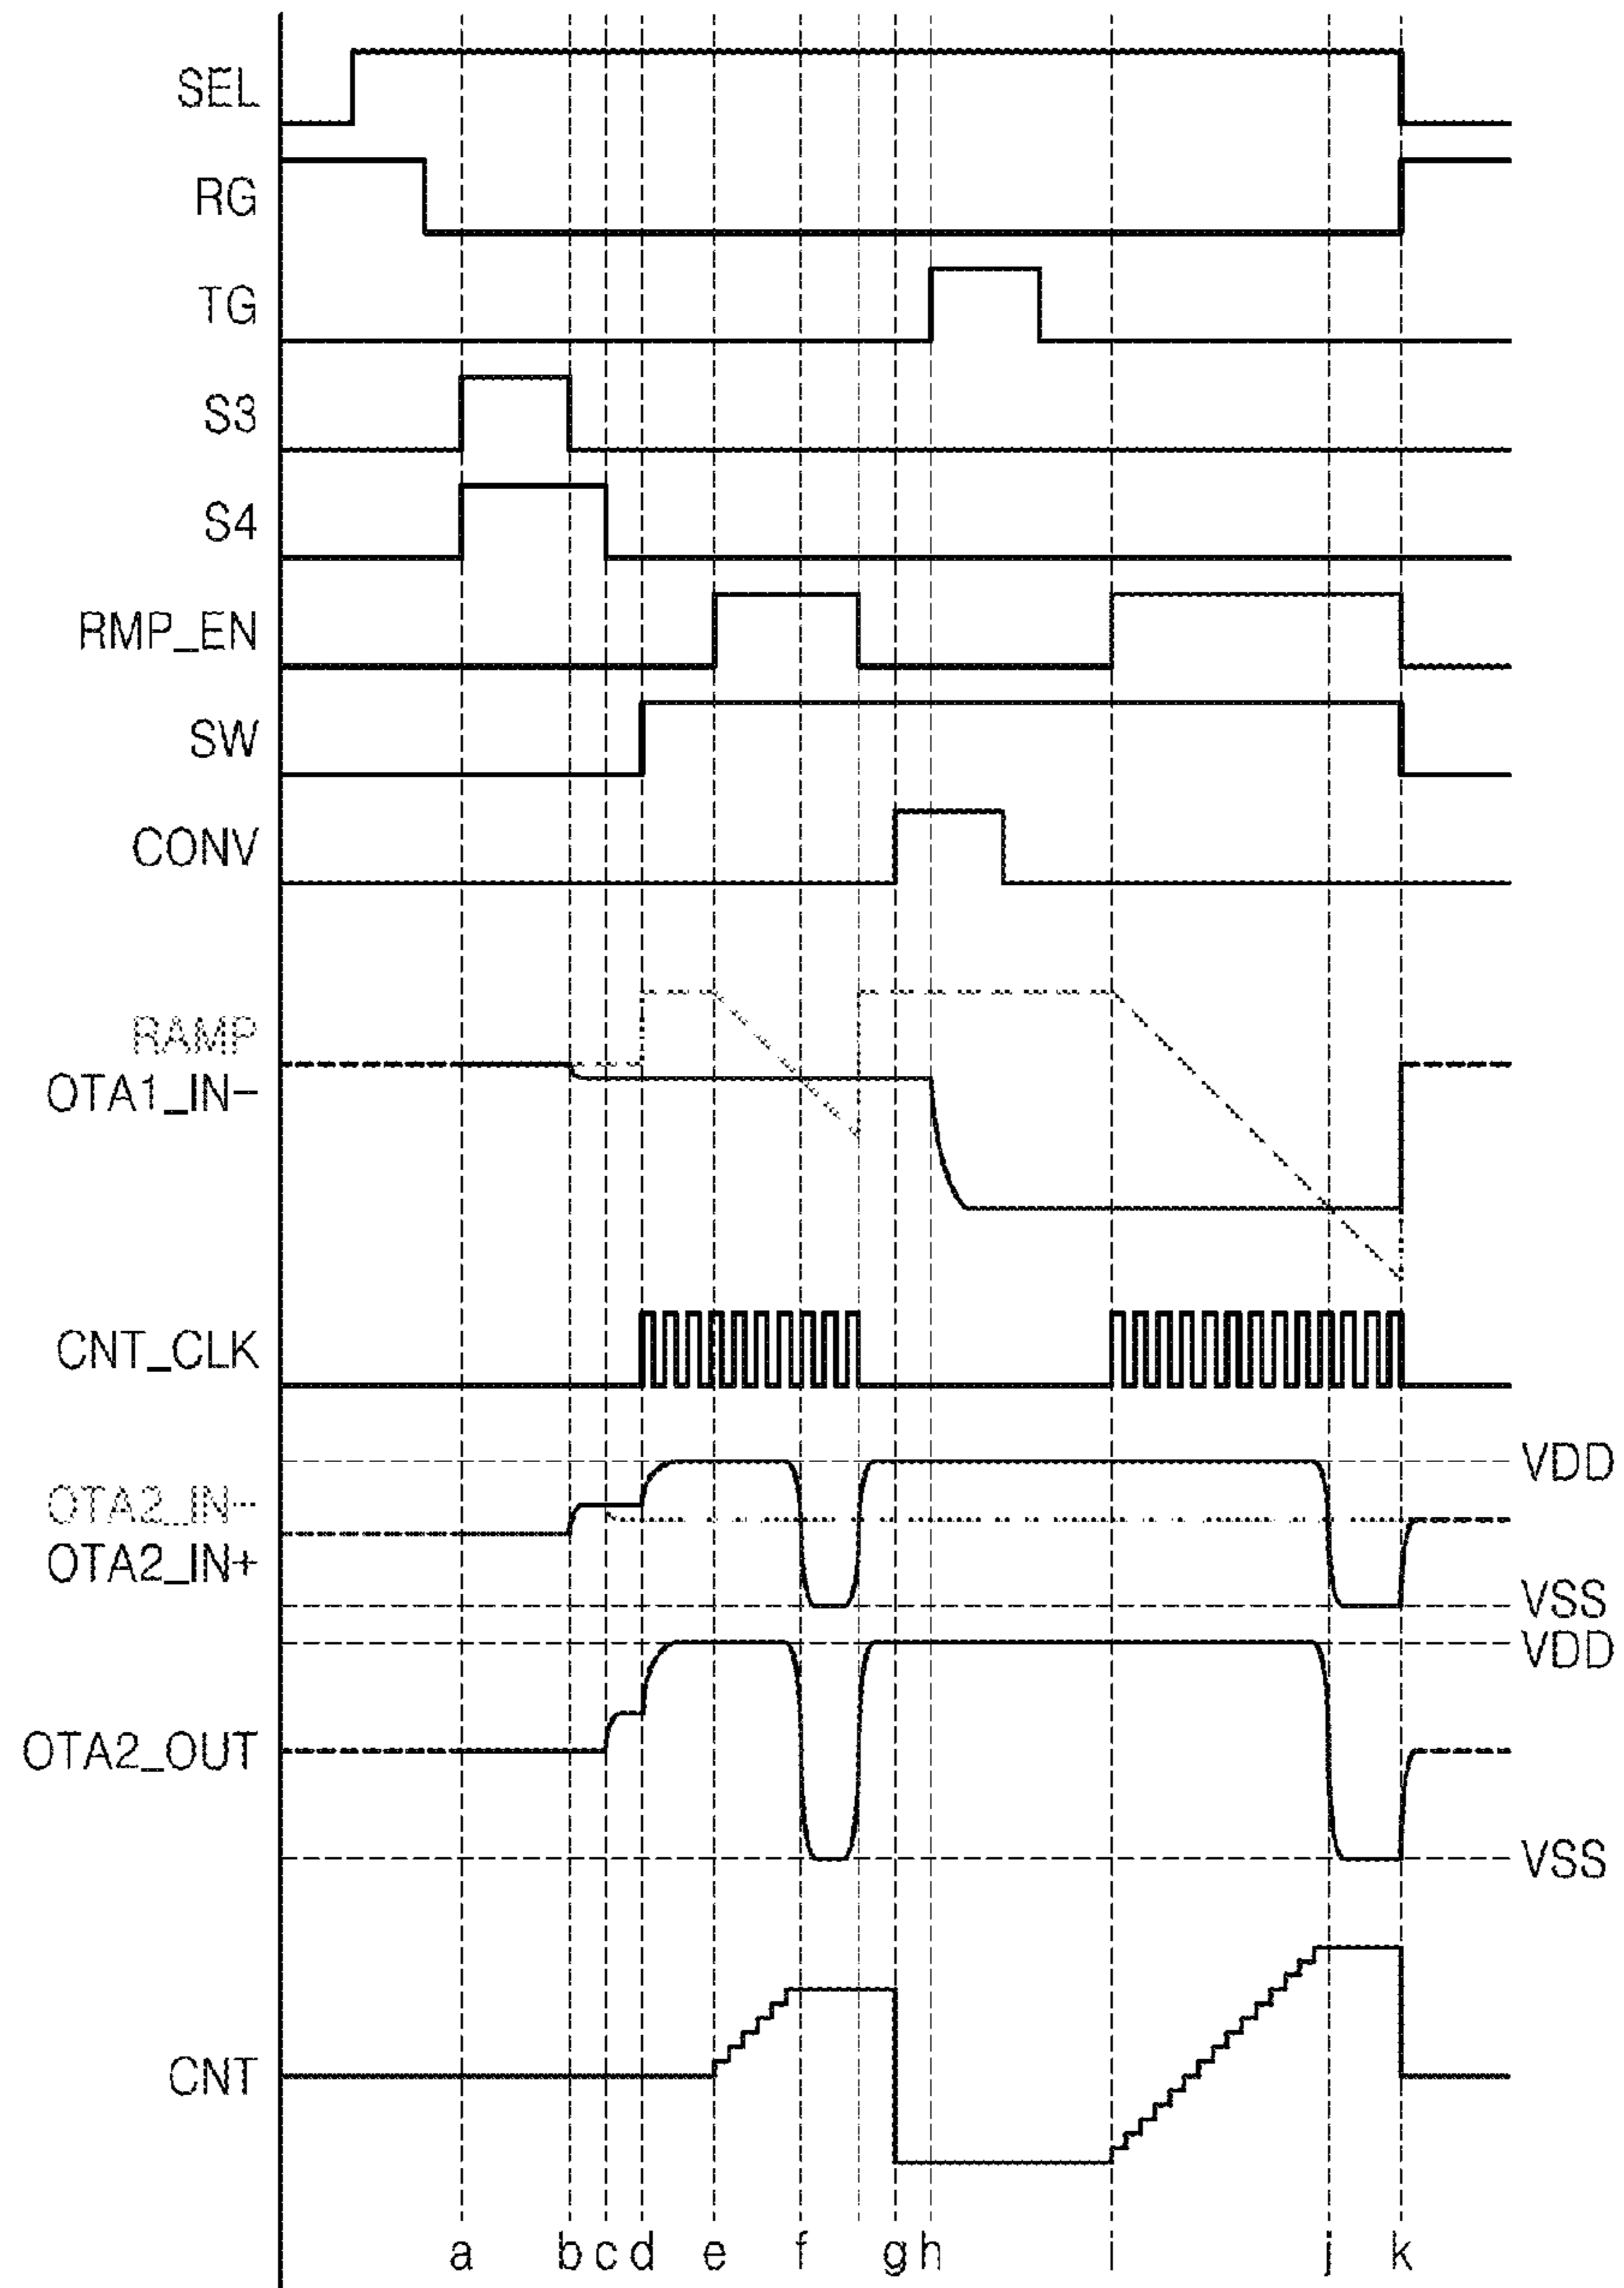 SEL
RG
TG
S3
S4
RMP_EN
SW
CONV
RAMP
OTA1_IN-
CNT_CLK
VDD
OTA2_IN-
OTA2_IN+
VSS
VDD
OTA2_OUT
VSS
CNT
a b c d e f g h i j k